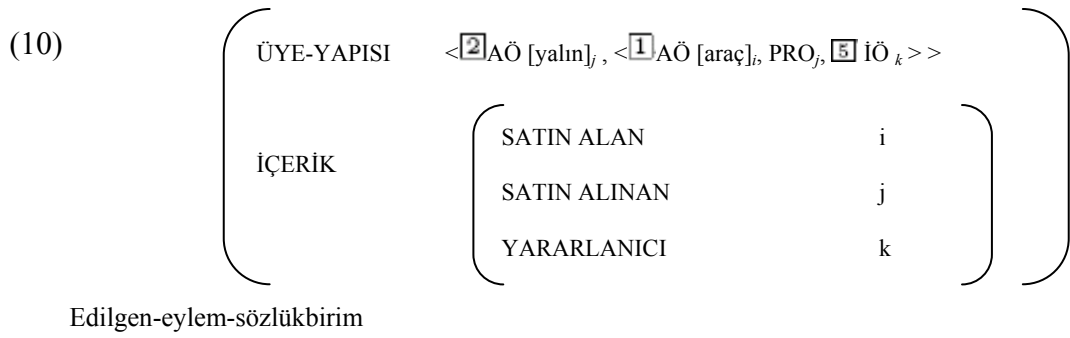 (10)
ÜYE-YAPISI <2AÖ [yalın]j , <1AÖ [araç]i, PROj, 5 İÖ k > >
İÇERİK
SATIN ALAN i
SATIN ALINAN j
YARARLANICI k
Edilgen-eylem-sözlükbirim